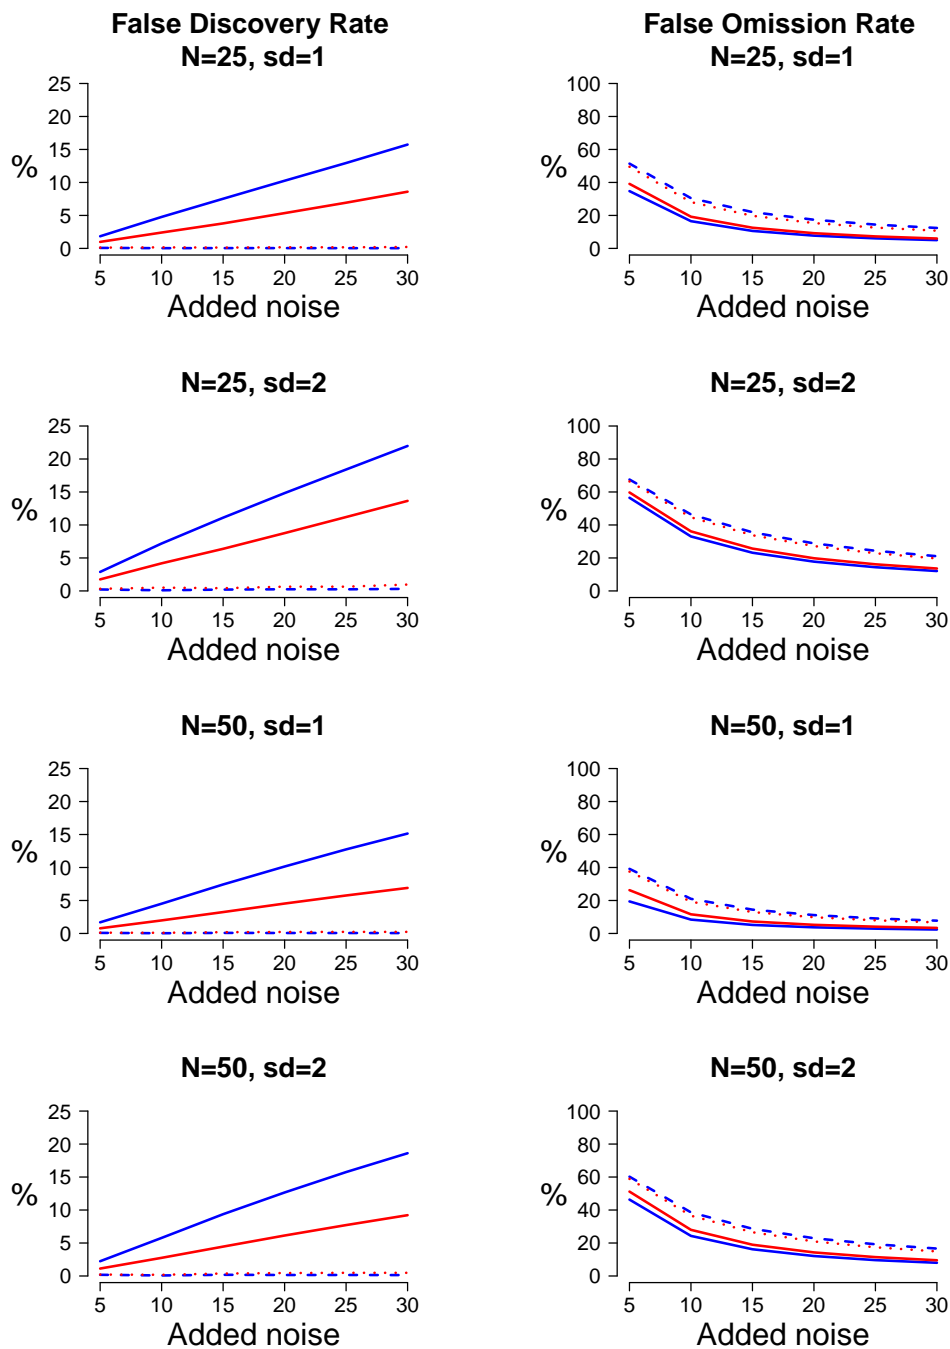 False Discovery Rate
N=25, sd=1
25
20
15
10
5
0
%
5 10 15 20 25 30
Added noise
False Omission Rate
N=25, sd=1
100
80
60
40
20
0
%
5 10 15 20 25 30
Added noise
N=25, sd=2
25
20
15
10
5
0
%
5 10 15 20 25 30
Added noise
N=25, sd=2
100
80
60
40
20
0
%
5 10 15 20 25 30
Added noise
N=50, sd=1
25
20
15
10
5
0
%
5 10 15 20 25 30
Added noise
N=50, sd=1
100
80
60
40
20
0
%
5 10 15 20 25 30
Added noise
N=50, sd=2
25
20
15
10
5
0
%
5 10 15 20 25 30
Added noise
N=50, sd=2
100
80
60
40
20
0
%
5 10 15 20 25 30
Added noise